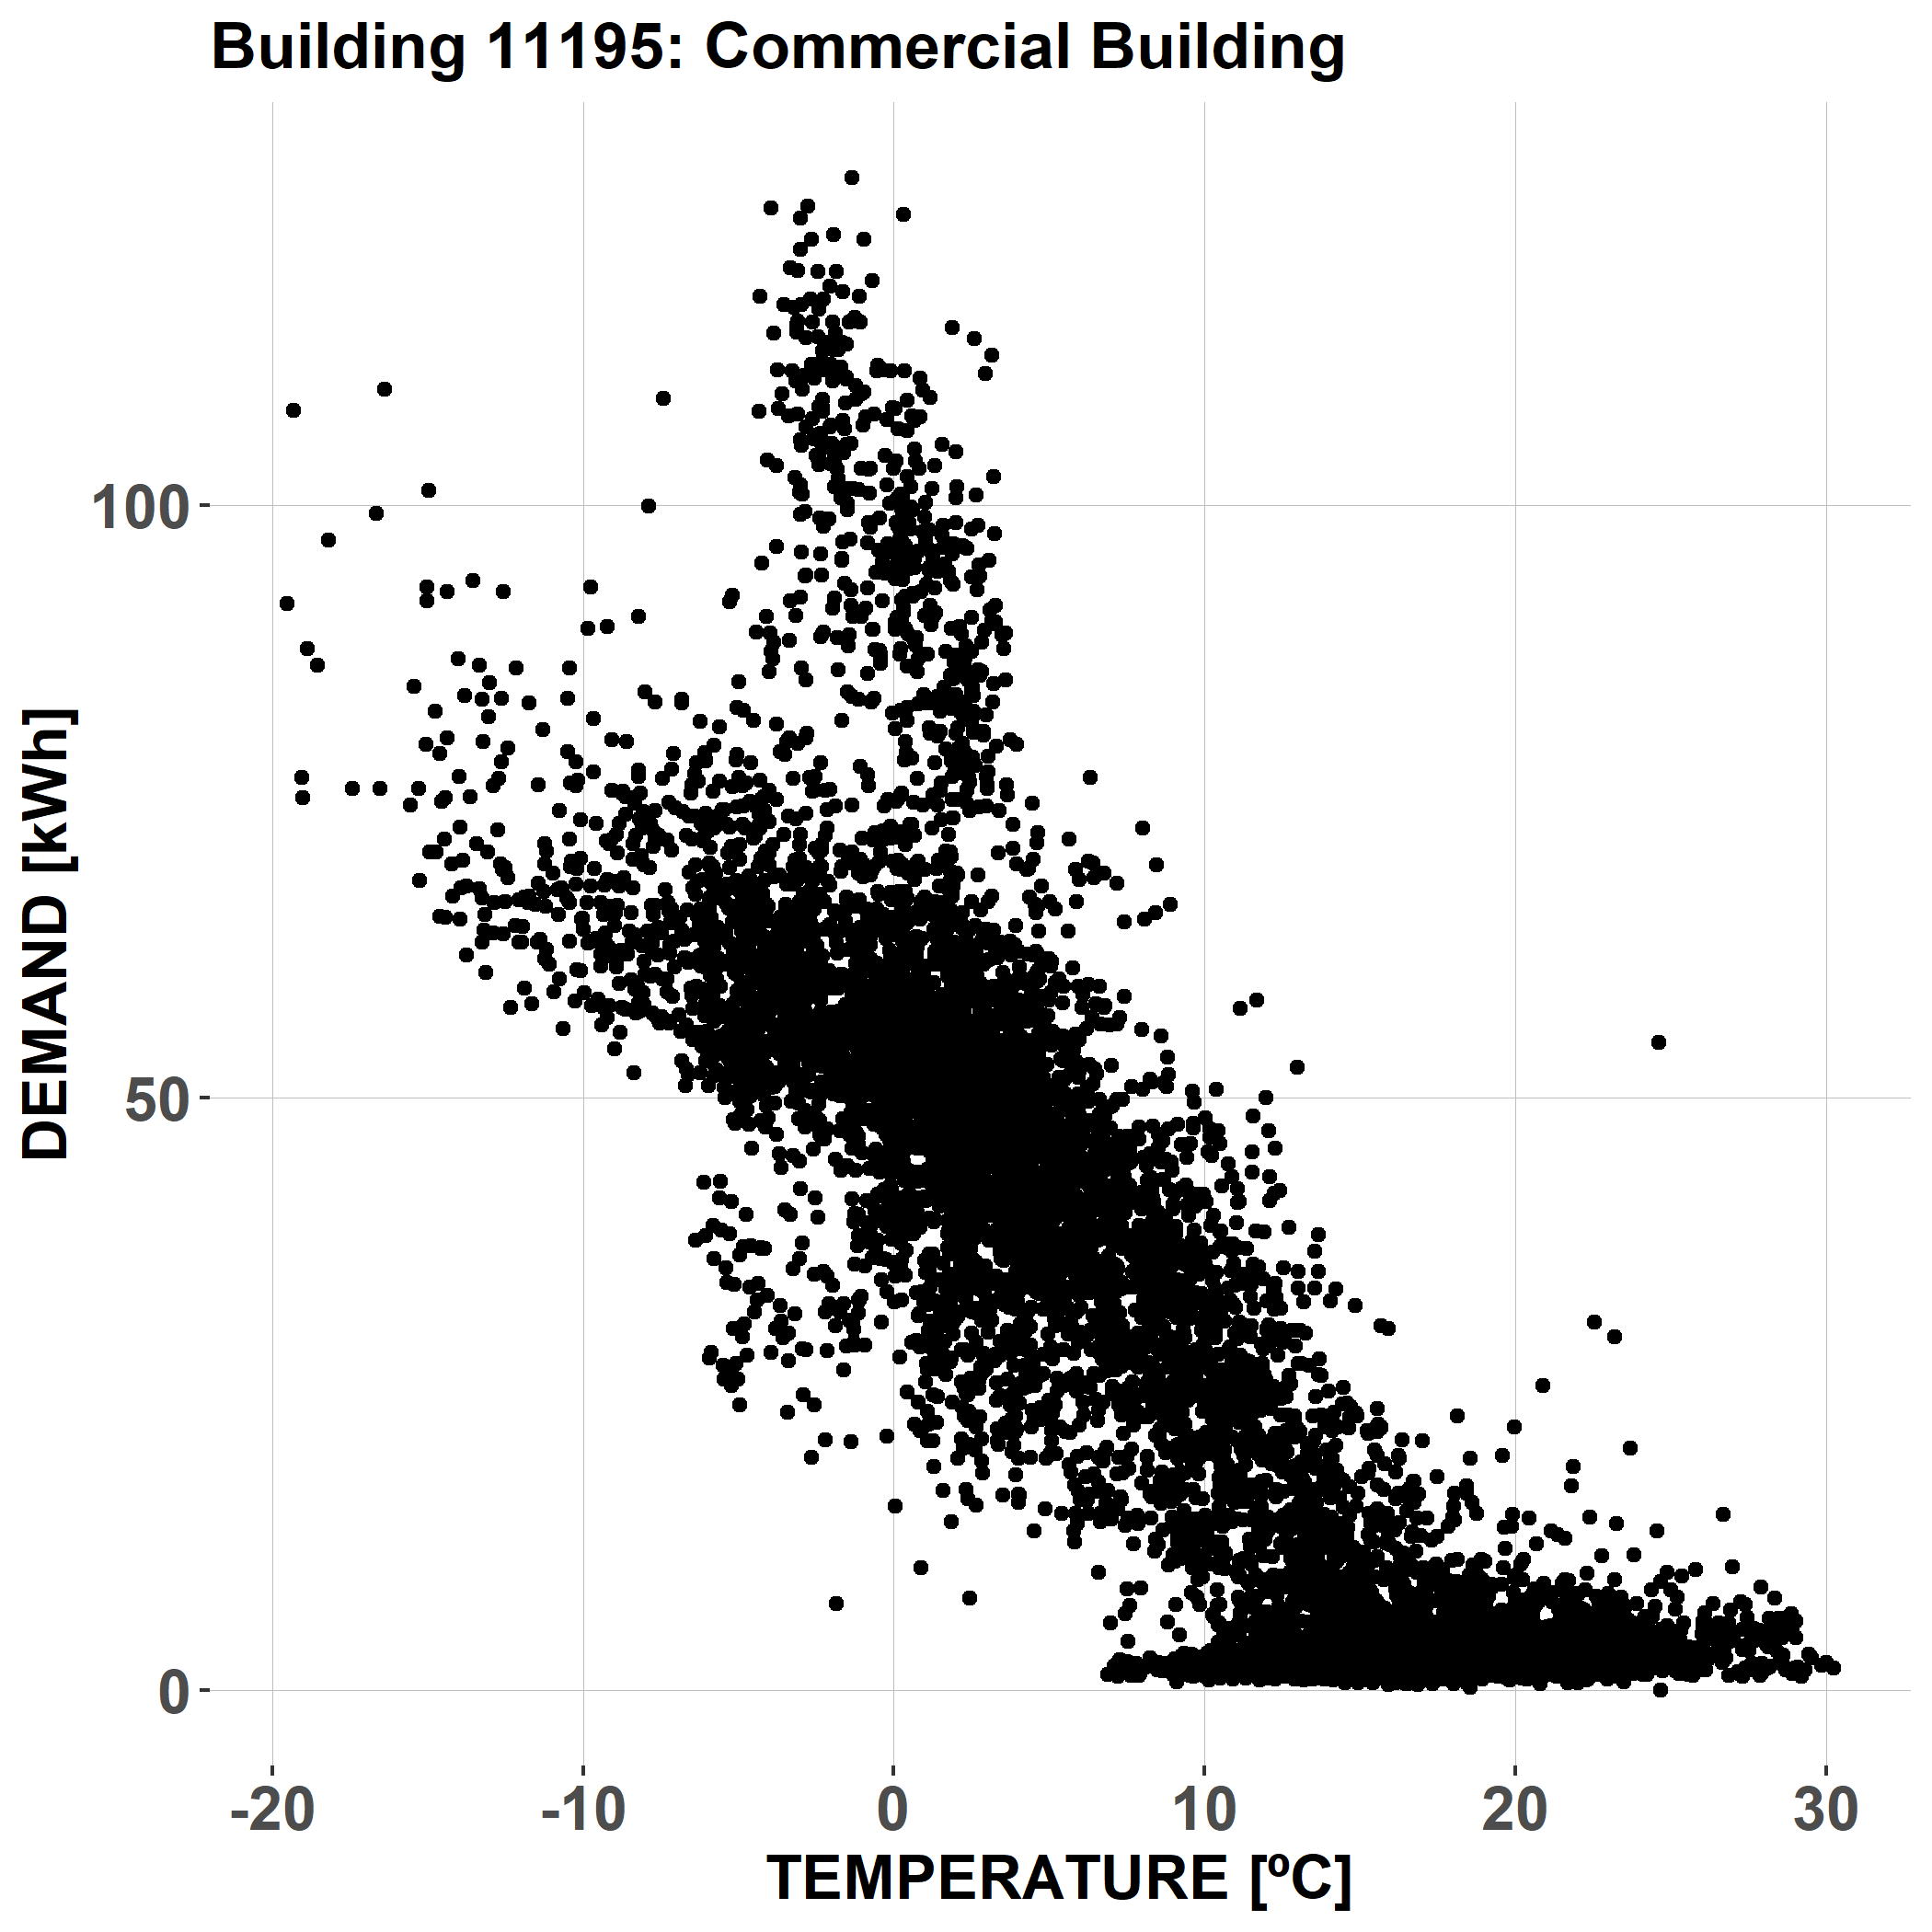 Building 11195: Commercial Building
DEMAND [kWh]
100
50
0
-20 -10 0 10 20 30
TEMPERATURE [ºC]